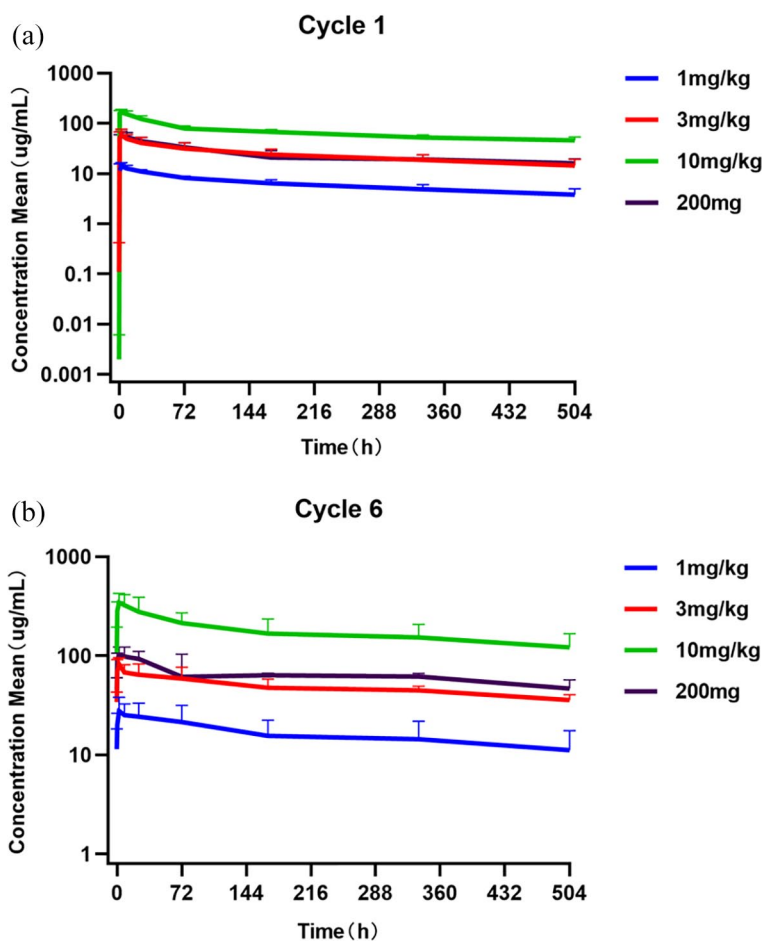 (a)
Cycle 1
Concentration Mean（ug/mL）
1000
100
10
1
0.1
0.01
0.001
0 72 144 216 288 360 432 504
Time（h）
1mg/kg
3mg/kg
10mg/kg
200mg
(b)
Cycle 6
Concentration Mean（ug/mL）
1000
100
10
1
0 72 144 216 288 360 432 504
Time（h）
1mg/kg
3mg/kg
10mg/kg
200mg